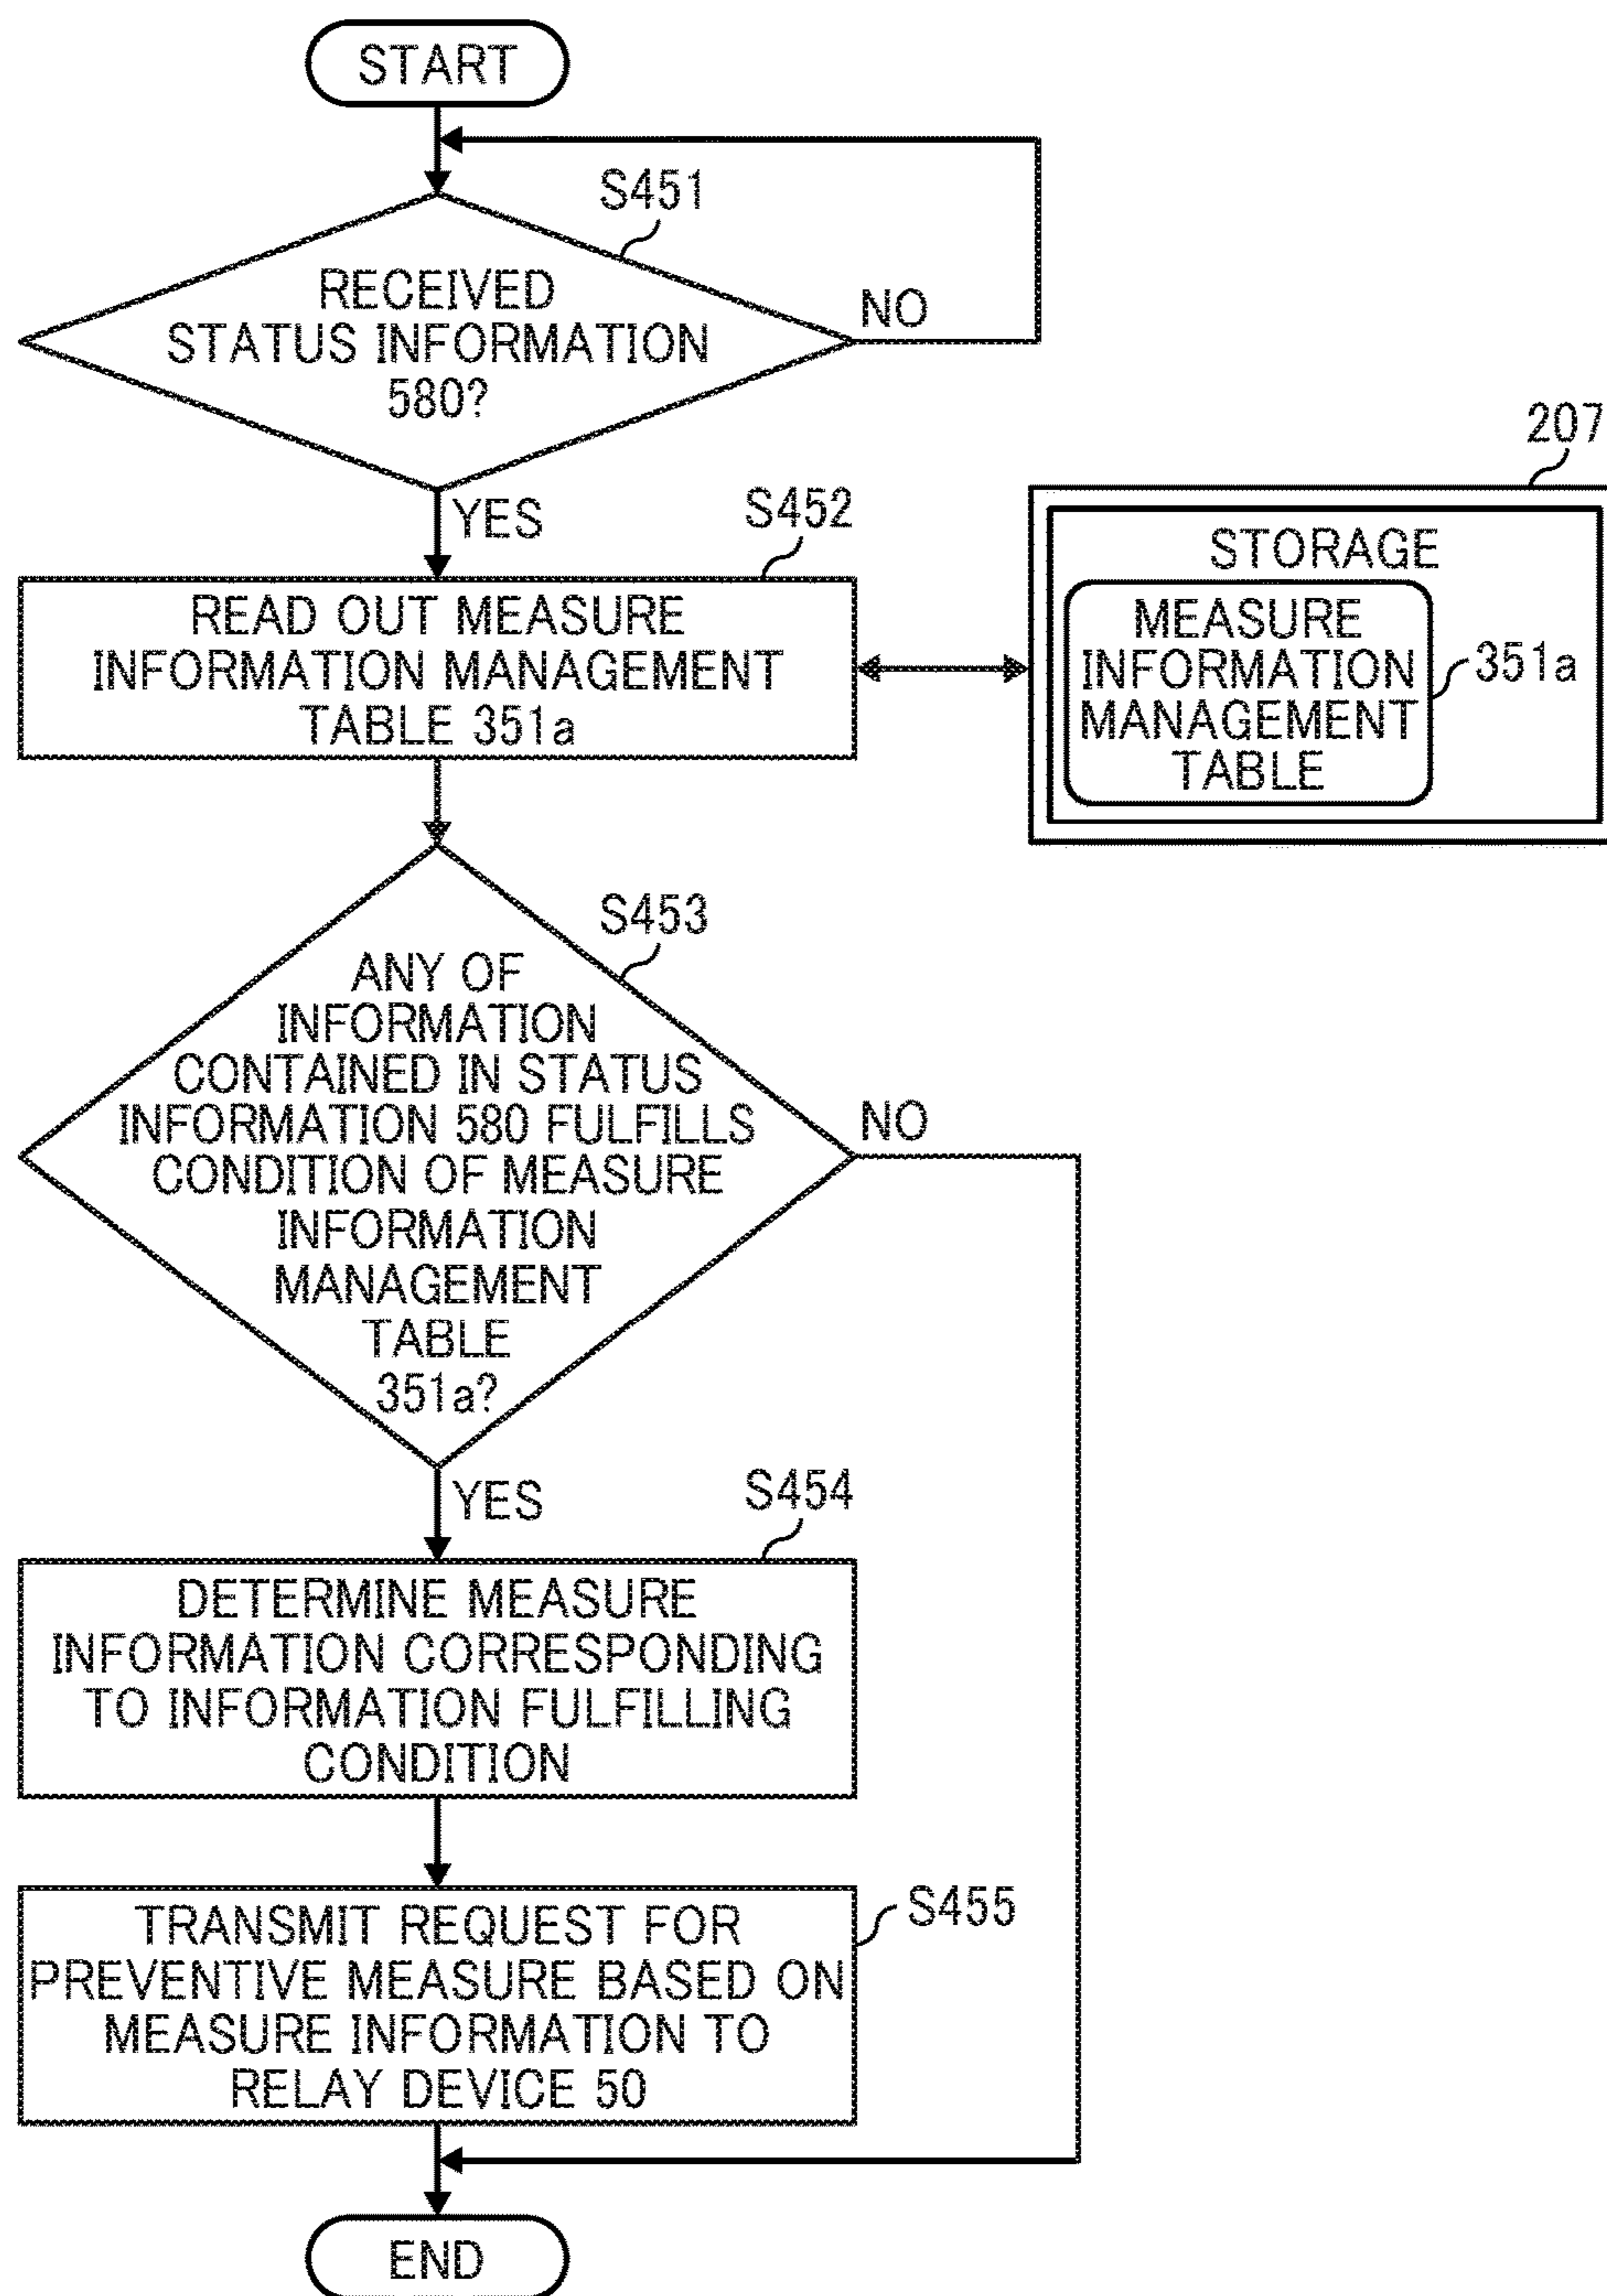 START
S451
RECEIVED
STATUS INFORMATION
580?
NO
YES
S452
READ OUT MEASURE
INFORMATION MANAGEMENT
TABLE 351a
207
STORAGE
MEASURE
INFORMATION
MANAGEMENT
TABLE
351a
S453
ANY OF
INFORMATION
CONTAINED IN STATUS
INFORMATION 580 FULFILLS
CONDITION OF MEASURE
INFORMATION
MANAGEMENT
TABLE
351a?
NO
YES
S454
DETERMINE MEASURE
INFORMATION CORRESPONDING
TO INFORMATION FULFILLING
CONDITION
S455
TRANSMIT REQUEST FOR
PREVENTIVE MEASURE BASED ON
MEASURE INFORMATION TO
RELAY DEVICE 50
END